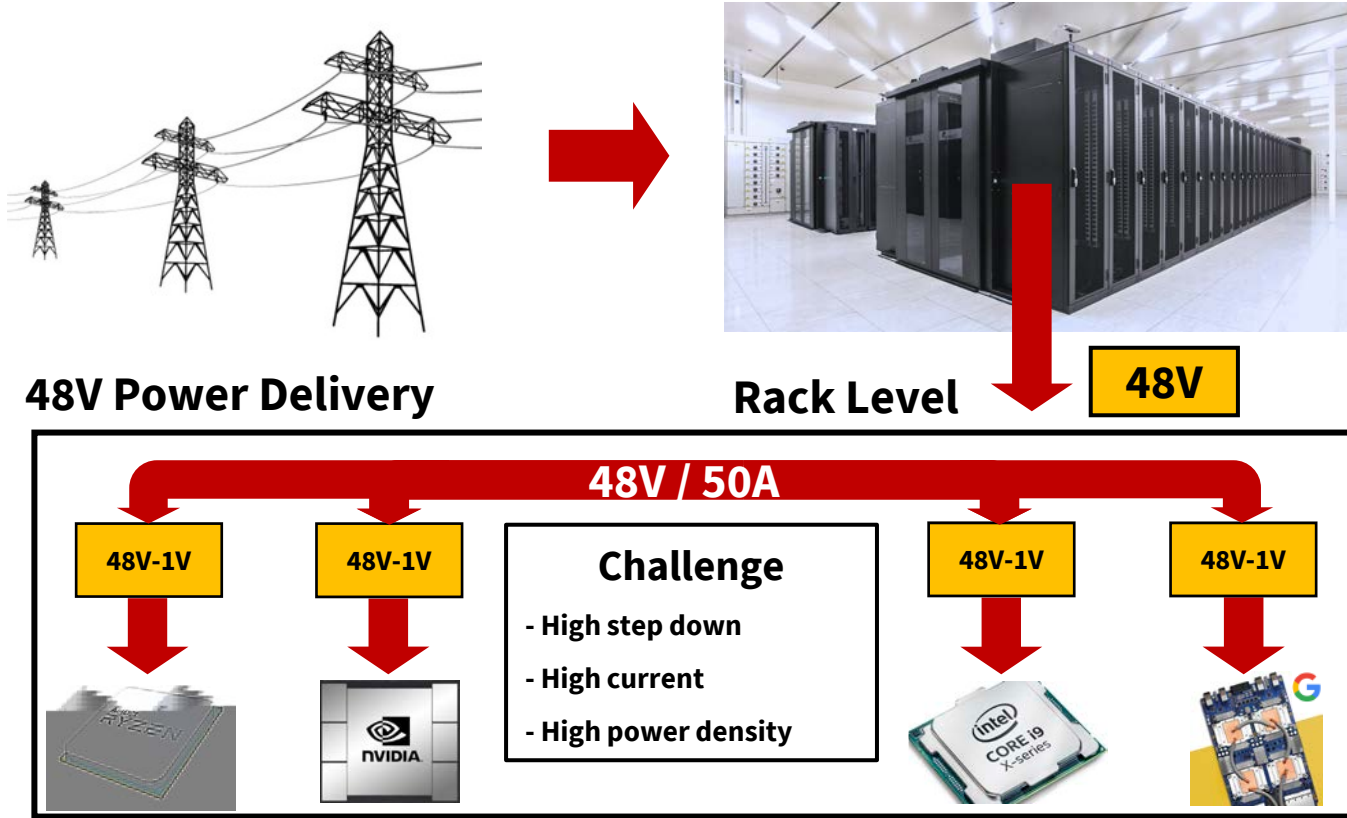 48V Power Delivery
Rack Level
48V
48V / 50A
48V-1V
48V-1V
48V-1V
48V-1V
Challenge
- High step down
- High current
- High power density
RYZEN
NVIDIA.
intel
CORE i9
X-series
G